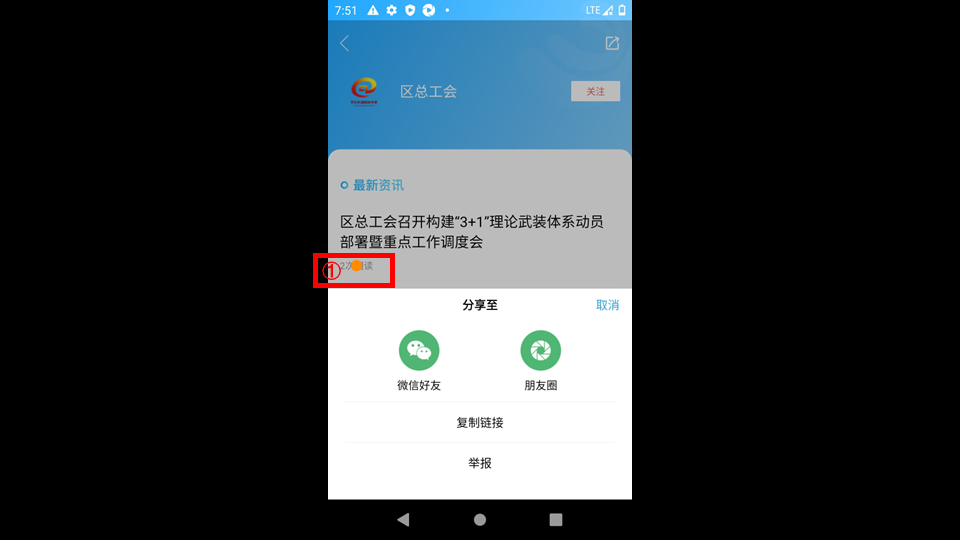 7:51
LTE
区总工会
关注
最新资讯
区总工会召开构建“3+1”理论武装体系动员
部署暨重点工作调度会
①
2次阅读
分享至
取消
微信好友
朋友圈
复制链接
举报